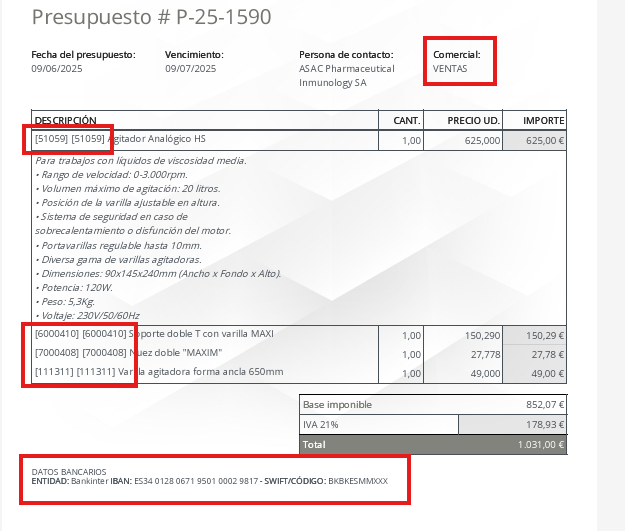 Presupuesto # P-25-1590
Fecha del presupuesto: Vencimiento: Persona de contacto: Comercial:
09/06/2025 09/07/2025 ASAC Pharmaceutical VENTAS
Inmunology SA
DESCRIPCIÓN CANT. PRECIO UD. IMPORTE
[51059] [51059] Agitador Analógico HS 1,00 625,000 625,00 €
Para trabajos con líquidos de viscosidad media.
• Rango de velocidad: 0-3.000rpm.
• Volumen máximo de agitación: 20 litros.
• Posición de la varilla ajustable en altura.
• Sistema de seguridad en caso de
sobrecalentamiento o disfunción del motor.
• Portavarillas regulable hasta 10mm.
• Diversa gama de varillas agitadoras.
• Dimensiones: 90x145x240mm (Ancho x Fondo x Alto).
• Potencia: 120W.
• Peso: 5,3Kg.
• Voltaje: 230V/50/60Hz
[6000410] [6000410] Soporte doble T con varilla MAXI 1,00 150,290 150,29 €
[7000408] [7000408] Nuez doble "MAXIM" 1,00 27,778 27,78 €
[111311] [111311] Varilla agitadora forma ancla 650mm 1,00 49,000 49,00 €
Base imponible 852,07 €
IVA 21% 178,93 €
Total 1.031,00 €
DATOS BANCARIOS
ENTIDAD: Bankinter IBAN: ES34 0128 0671 9501 0002 9817 - SWIFT/CÓDIGO: BKBKESMMXXX